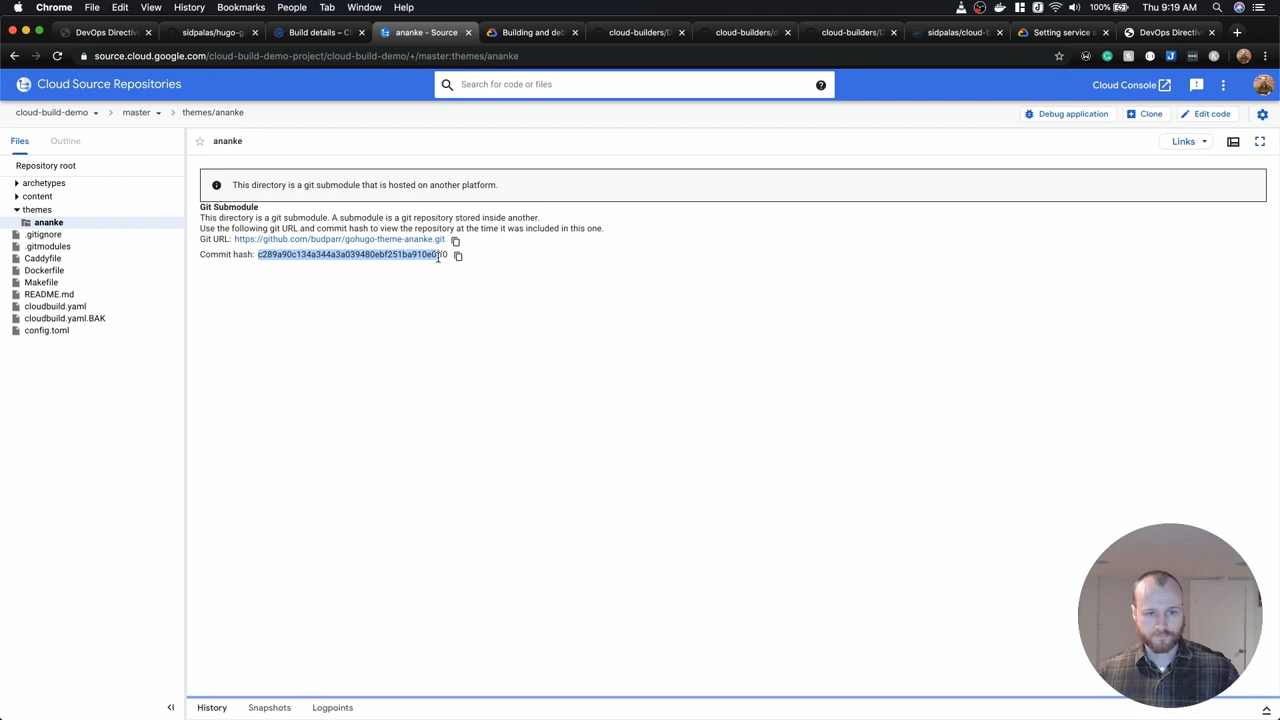 Chrome File Edit View History Bookmarks People Tab Window Help
100% Thu 9:19 AM
DevOps Directive
sidpalas/hugo-g
Build details – Cl
ananke - Source
Building and deb
cloud-builders/D
cloud-builders/d
cloud-builders/D
sidpalas/cloud-b
Setting service a
DevOps Directiv
source.cloud.google.com/cloud-build-demo-project/cloud-build-demo/+/master:themes/ananke
Cloud Source Repositories
Search for code or files
Cloud Console
cloud-build-demo
master
themes/ananke
Debug application
Clone
Edit code
Files
Outline
ananke
Links
Repository root
archetypes
content
themes
ananke
.gitignore
.gitmodules
Caddyfile
Dockerfile
Makefile
README.md
cloudbuild.yaml
cloudbuild.yaml.BAK
config.toml
This directory is a git submodule that is hosted on another platform.
Git Submodule
This directory is a git submodule. A submodule is a git repository stored inside another.
Use the following git URL and commit hash to view the repository at the time it was included in this one.
Git URL: https://github.com/budparr/gohugo-theme-ananke.git
Commit hash:
History
Snapshots
Logpoints